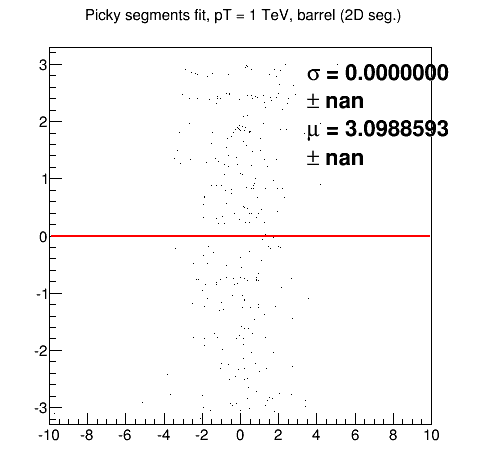 Picky segments fit, pT = 1 TeV, barrel (2D seg.)
σ = 0.0000000
± nan
μ = 3.0988593
± nan
3
2
1
0
-1
-2
-3
-10 -8 -6 -4 -2 0 2 4 6 8 10